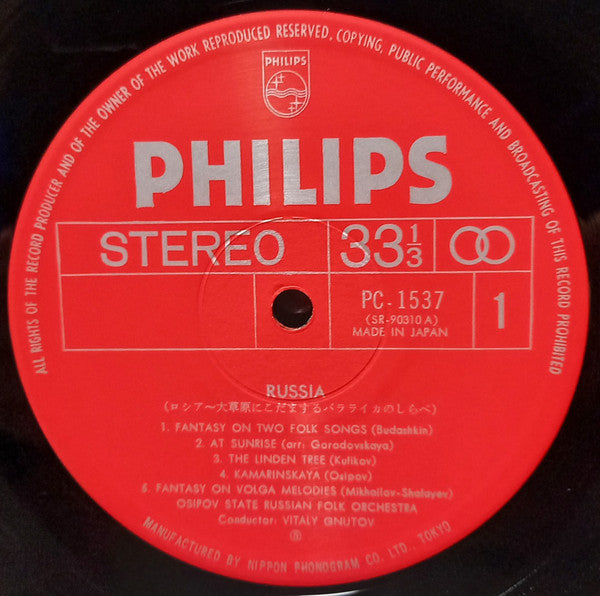 ALL RIGHTS OF THE RECORD PRODUCER AND OF THE OWNER OF THE WORK REPRODUCED RESERVED. COPYING, PUBLIC PERFORMANCE AND BROADCASTING OF THIS RECORD PROHIBITED
PHILIPS
PHILIPS
STEREO 33 1/3
PC-1537
(SR-90310 A)
MADE IN JAPAN
1
RUSSIA
(ロシア〜大草原にこだまするバラライカのしらべ)
1. FANTASY ON TWO FOLK SONGS (Budashkin)
2. AT SUNRISE (arr: Gorodovskaya)
3. THE LINDEN TREE (Kulikov)
4. KAMARINSKAYA (Osipov)
5. FANTASY ON VOLGA MELODIES (Mikhailov-Shalayev)
OSIPOV STATE RUSSIAN FOLK ORCHESTRA
Conductor: VITALY GNUTOV
MANUFACTURED BY NIPPON PHONOGRAM CO. LTD., TOKYO